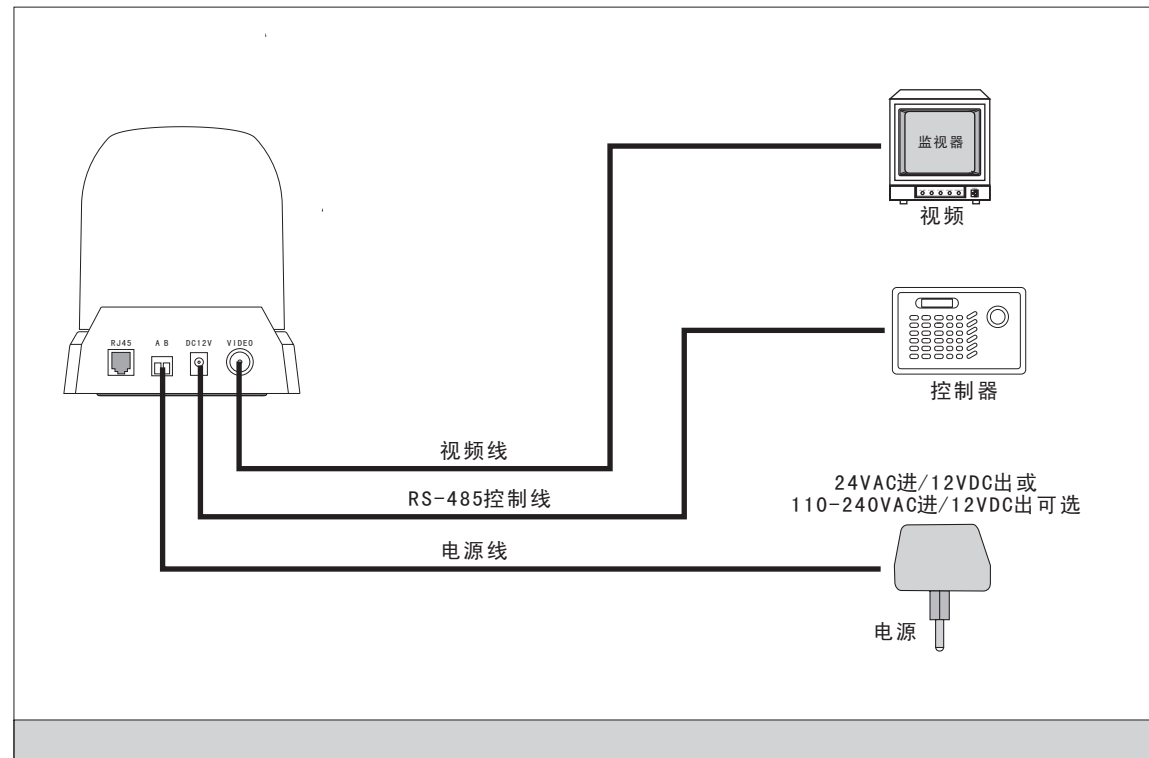 监视器
视频
RJ45 A B DC12V VIDEO
控制器
视频线
RS-485控制线
24VAC进/12VDC出或
110-240VAC进/12VDC出可选
电源线
电源